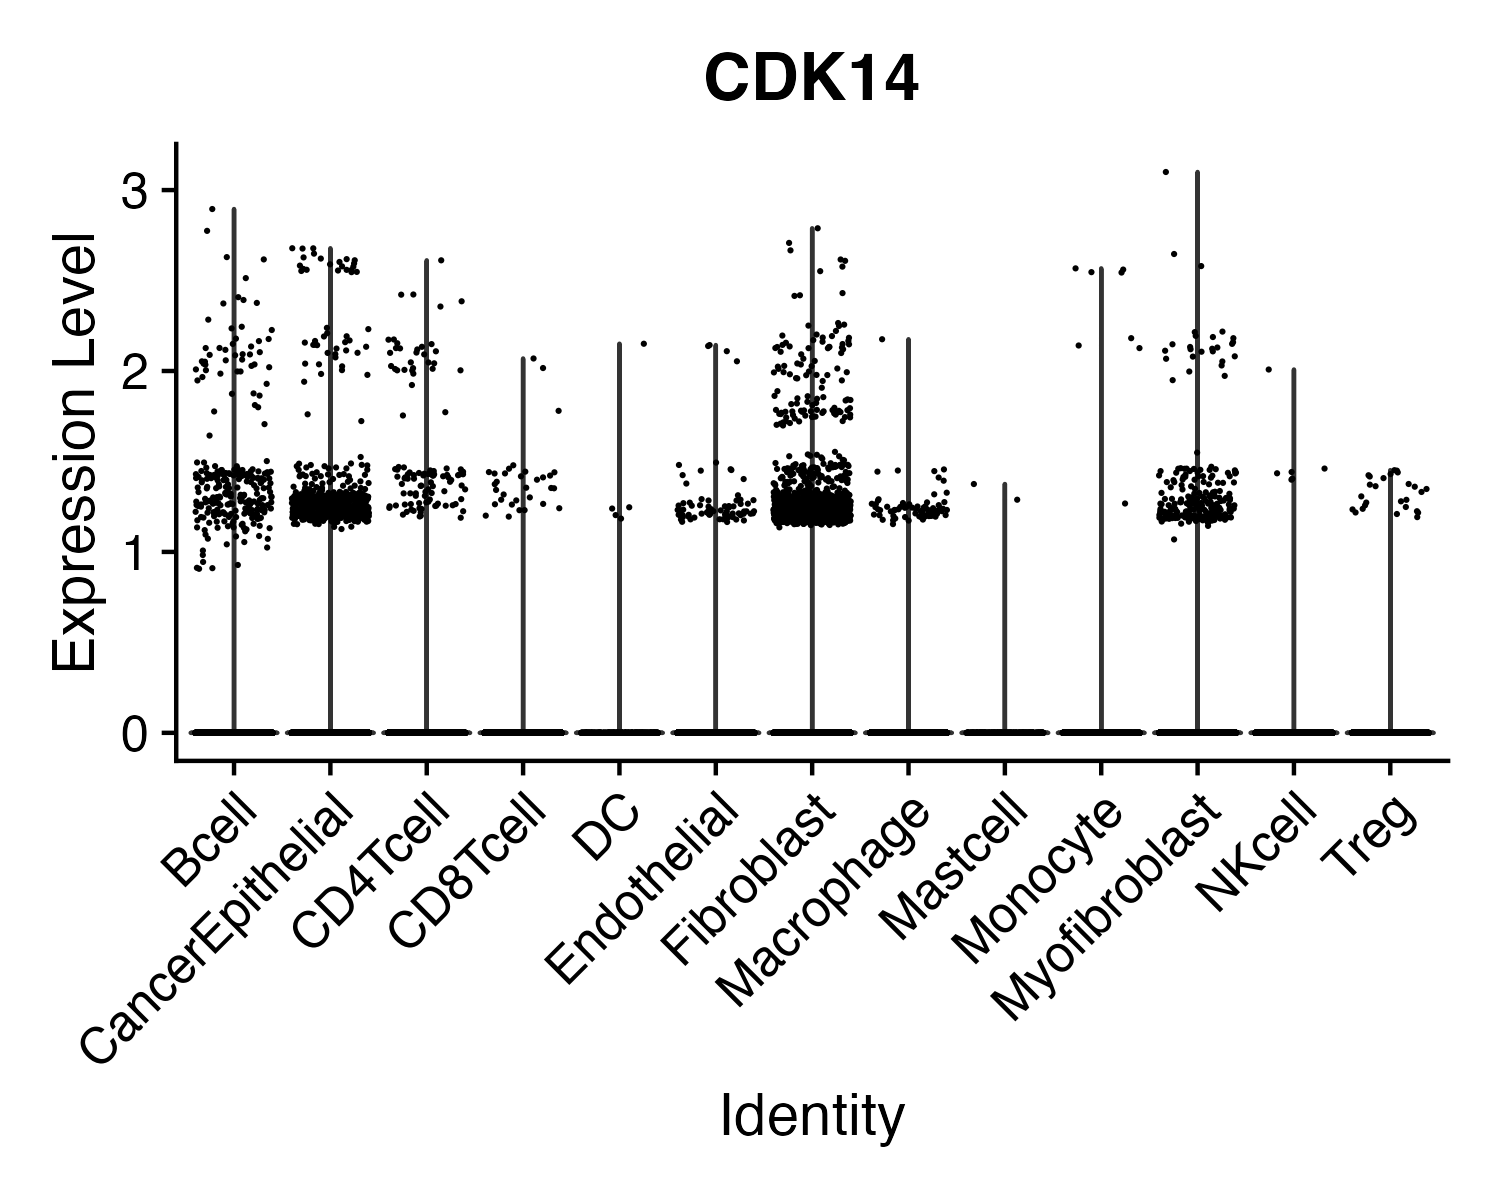 CDK14
Expression Level
3
2
1
0
Bcell
CancerEpithelial
CD4Tcell
CD8Tcell
DC
Endothelial
Fibroblast
Macrophage
Mastcell
Monocyte
Myofibroblast
NKcell
Treg
Identity